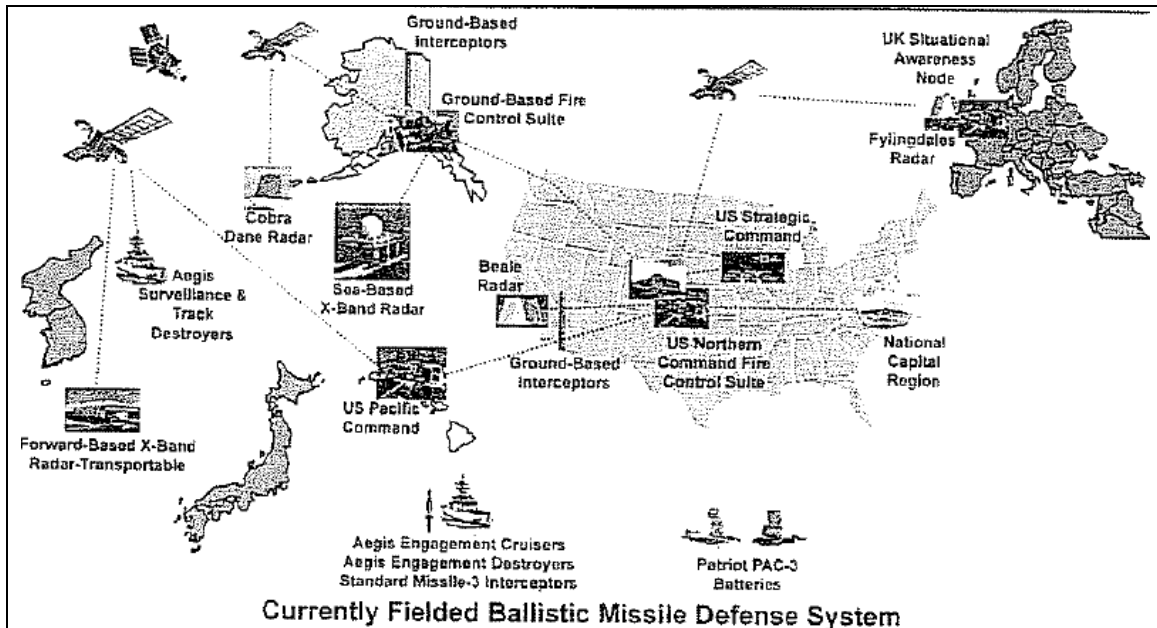 Ground-Based
Interceptors
UK Situational
Awareness
Node
Ground-Based Fire
Control Suite
Fylingdales
Radar
Cobra
Dane Radar
US Strategic
Command
Aegis
Surveillance &
Track
Destroyers
Sea-Based
X-Band Radar
Beale
Radar
Ground-Based
Interceptors
US Northern
Command Fire
Control Suite
National
Capital
Region
US Pacific
Command
Forward-Based X-Band
Radar-Transportable
Aegis Engagement Cruisers
Aegis Engagement Destroyers
Standard Missile-3 Interceptors
Patriot PAC-3
Batteries
Currently Fielded Ballistic Missile Defense System